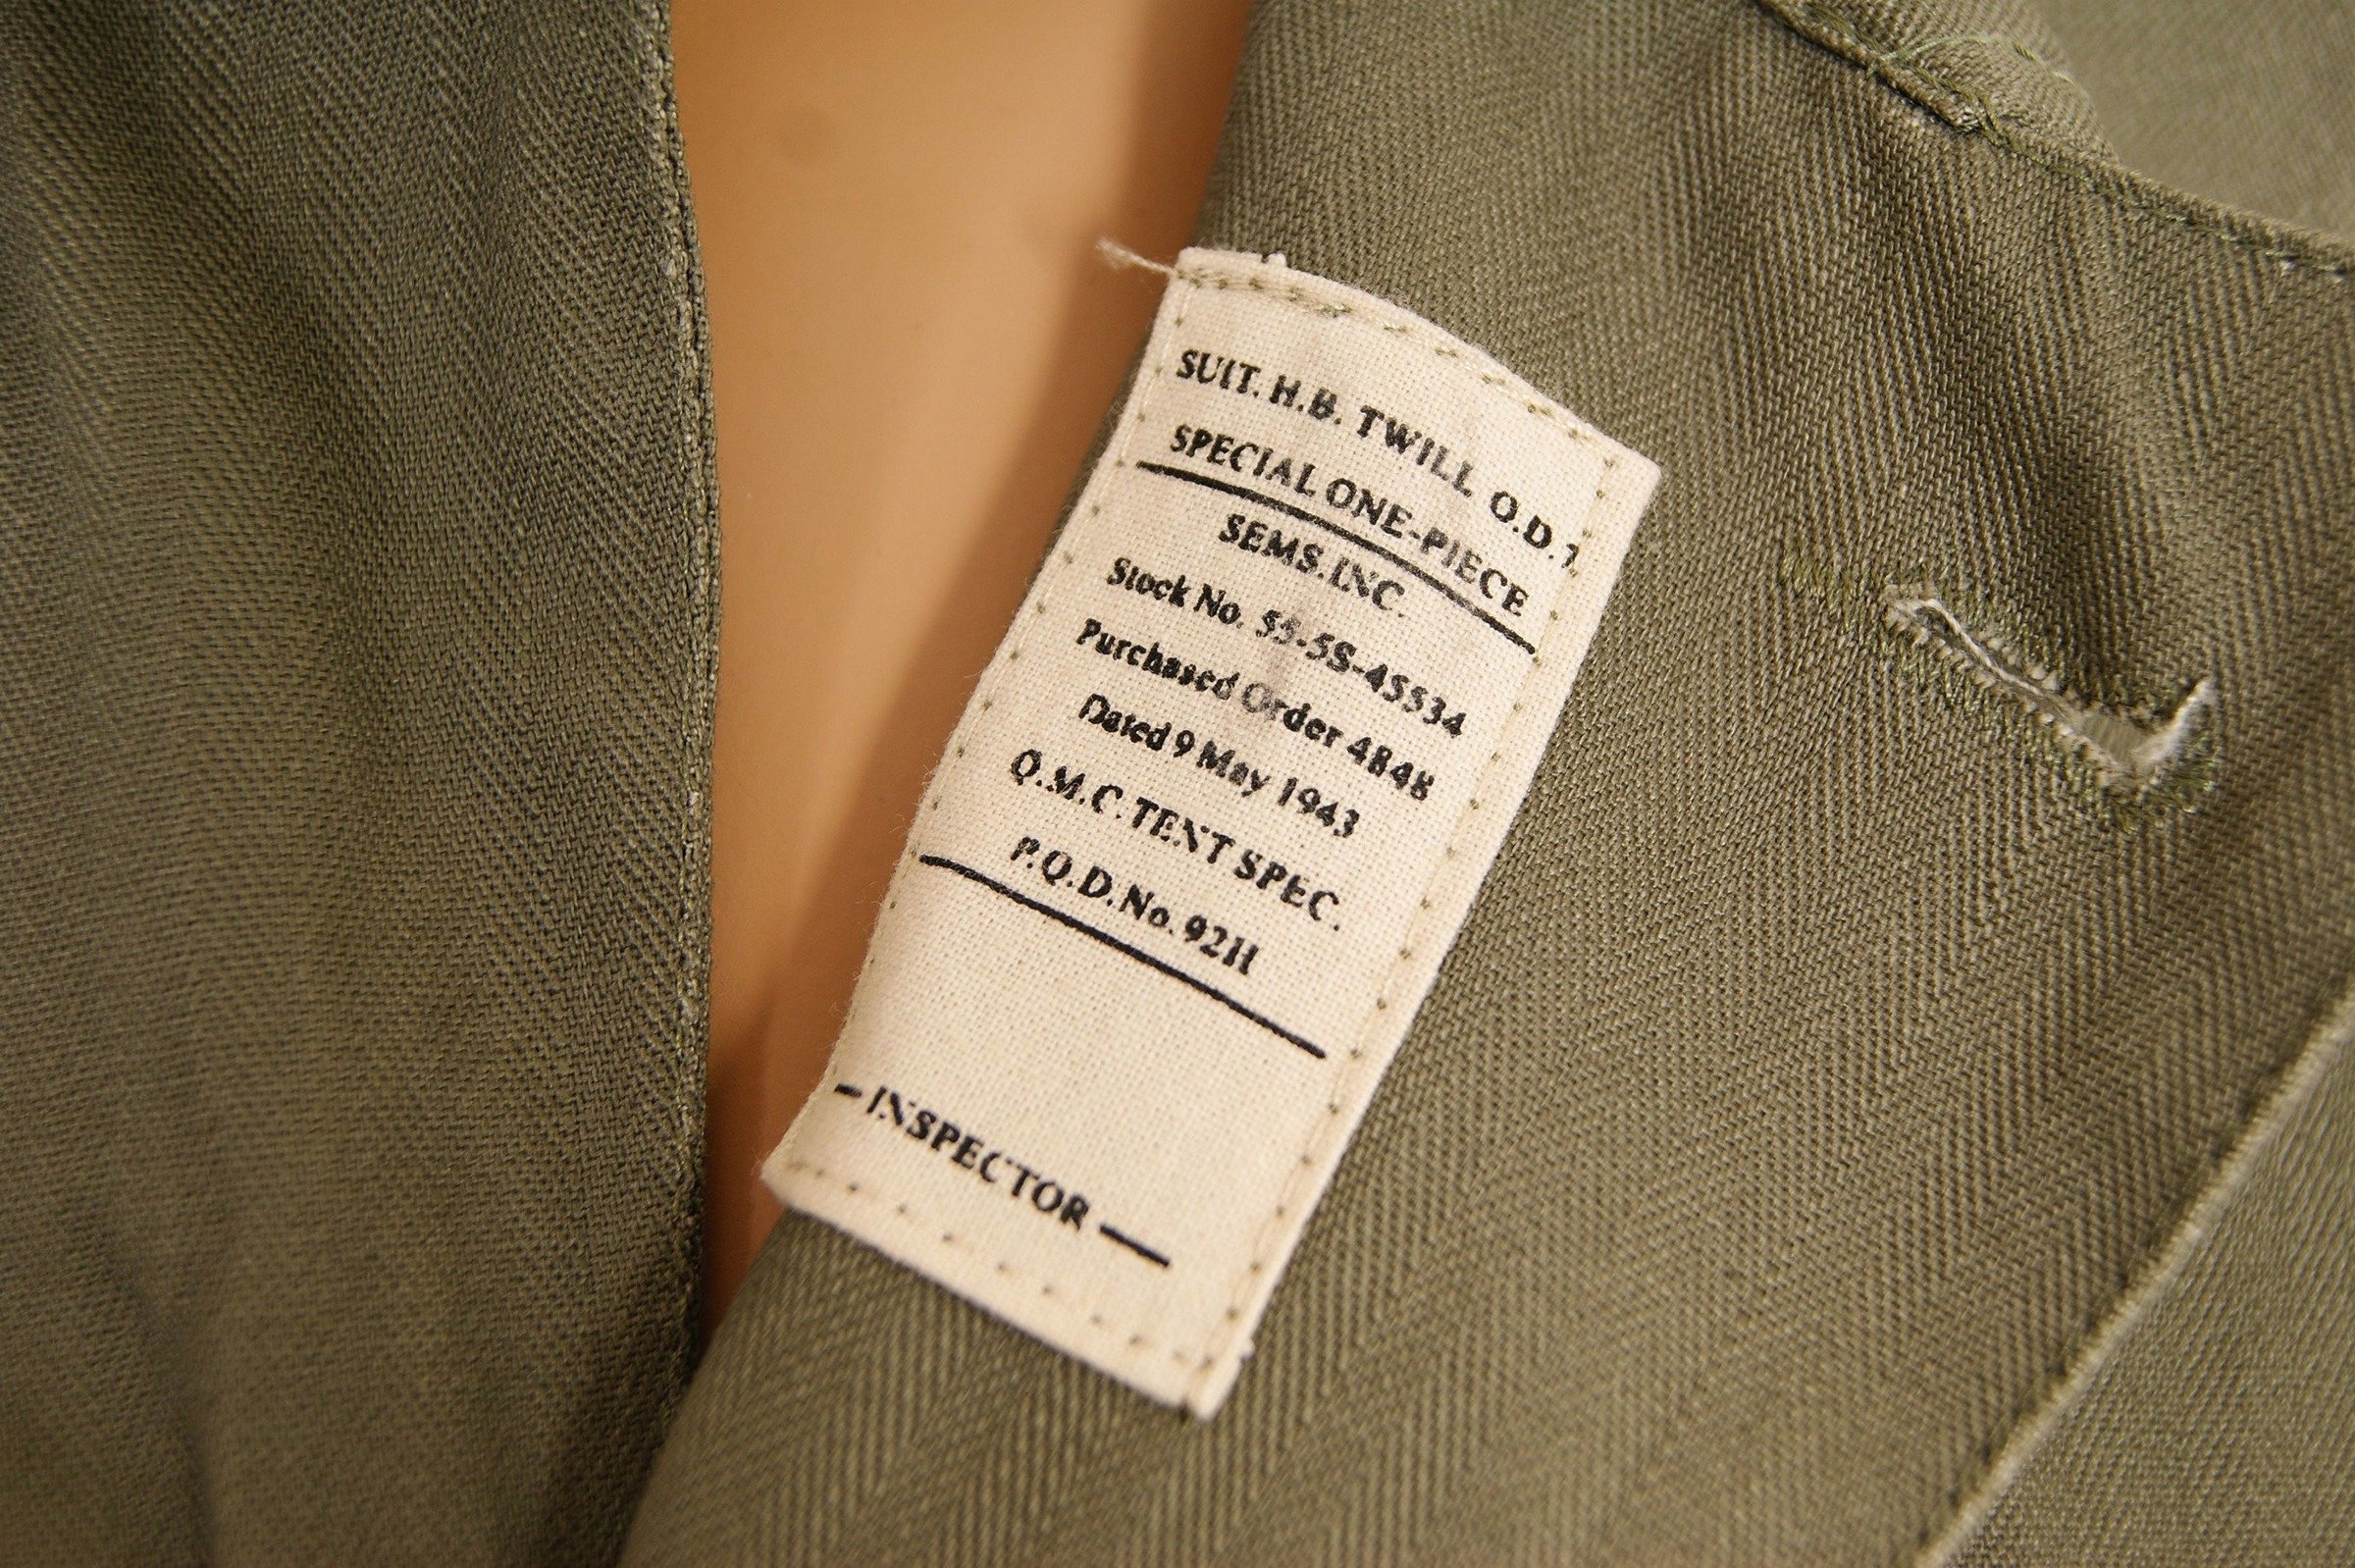 SUIT. H.B. TWILL O.D. 7
SPECIAL ONE-PIECE
SEMS.INC.
Stock No. 55-5S-45534
Purchased Order 4848
Dated 9 May 1943
Q.M.C. TENT SPEC.
P.Q.D. No. 92H
— INSPECTOR —